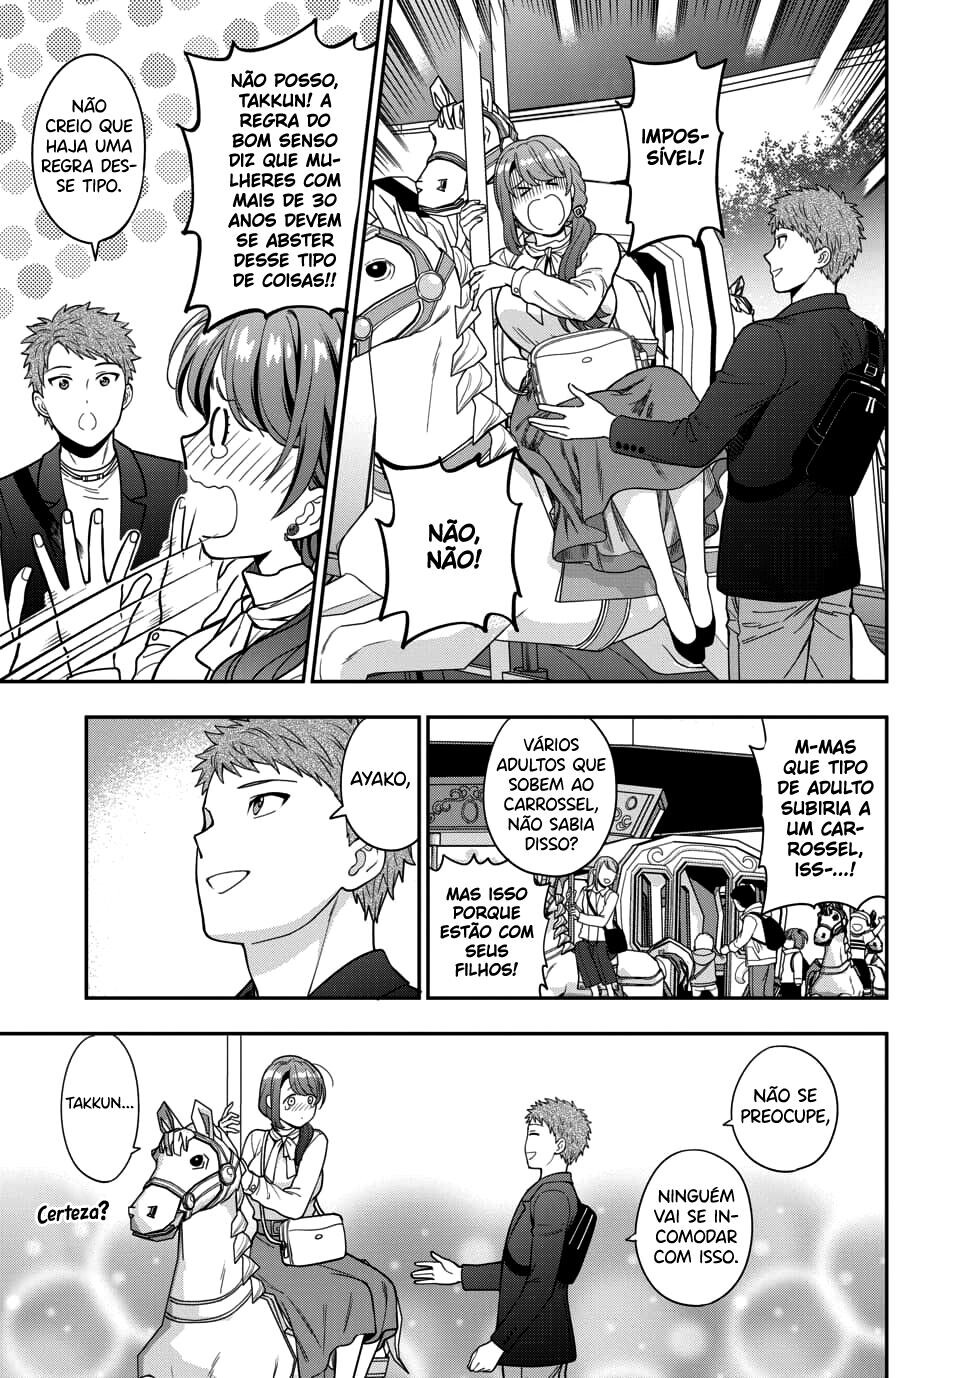 IMPOS-
SÍVEL!
NÃO,
NÃO!
NÃO POSSO,
TAKKUN! A
REGRA DO
BOM SENSO
DIZ QUE MU-
LHERES COM
MAIS DE 30
ANOS DEVEM
SE ABSTER
DESSE TIPO
DE COISAS!!
NÃO
CREIO QUE
HAJA UMA
REGRA DES-
SE TIPO.
M-MAS
QUE TIPO
DE ADULTO
SUBIRIA A
UM CAR-
ROSSEL,
ISS-...!
VÁRIOS
ADULTOS QUE
SOBEM AO
CARROSSEL,
NÃO SABIA
DISSO?
MAS ISSO
PORQUE
ESTÃO COM
SEUS
FILHOS!
AYAKO,
NÃO SE
PREOCUPE,
NINGUÉM
VAI SE IN-
COMODAR
COM ISSO.
TAKKUN...
Certeza?